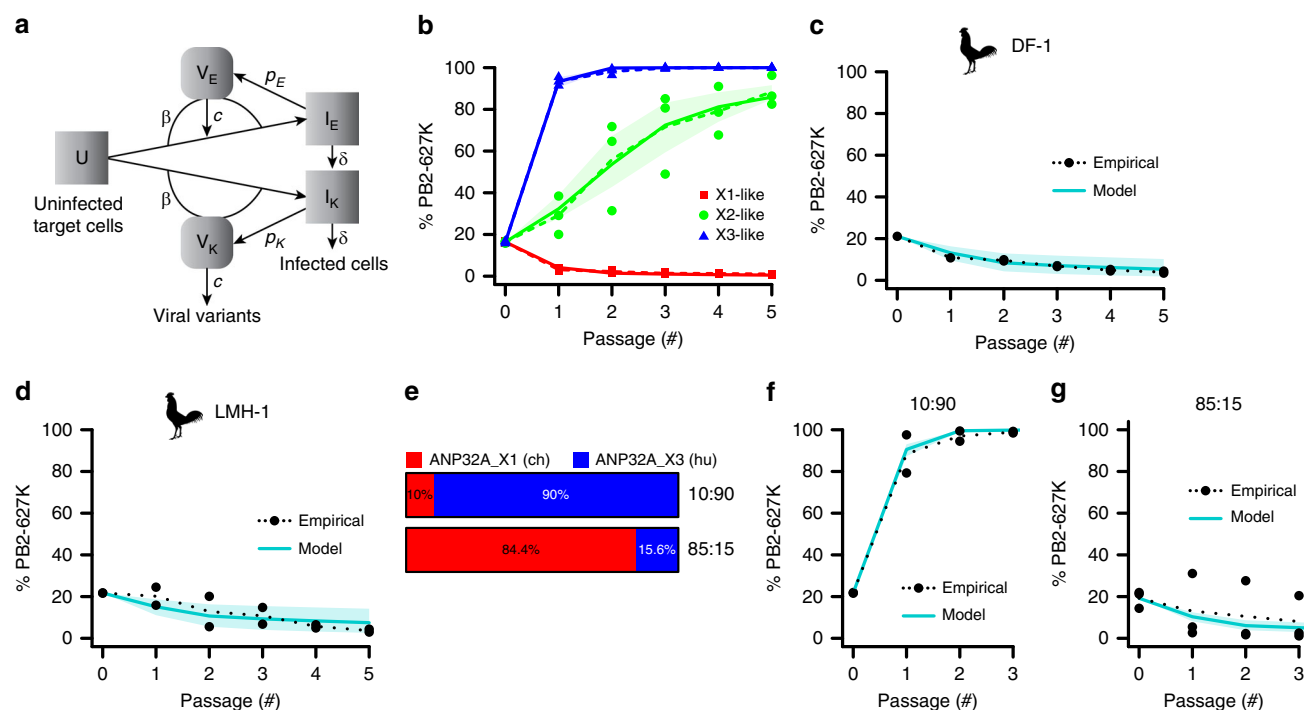 a
V_E
p_E
β
c
I_E
U
δ
Uninfected
target cells
β
I_K
V_K
p_K
δ
Infected cells
c
Viral variants
b
% PB2-627K
100
80
60
40
20
0
X1-like
X2-like
X3-like
0 1 2 3 4 5
Passage (#)
c
DF-1
% PB2-627K
100
80
60
40
20
0
Empirical
Model
0 1 2 3 4 5
Passage (#)
d
LMH-1
% PB2-627K
100
80
60
40
20
0
Empirical
Model
0 1 2 3 4 5
Passage (#)
e
ANP32A_X1 (ch) ANP32A_X3 (hu)
10% 90% 10:90
84.4% 15.6% 85:15
f
10:90
% PB2-627K
100
80
60
40
20
0
Empirical
Model
0 1 2 3
Passage (#)
g
85:15
% PB2-627K
100
80
60
40
20
0
Empirical
Model
0 1 2 3
Passage (#)